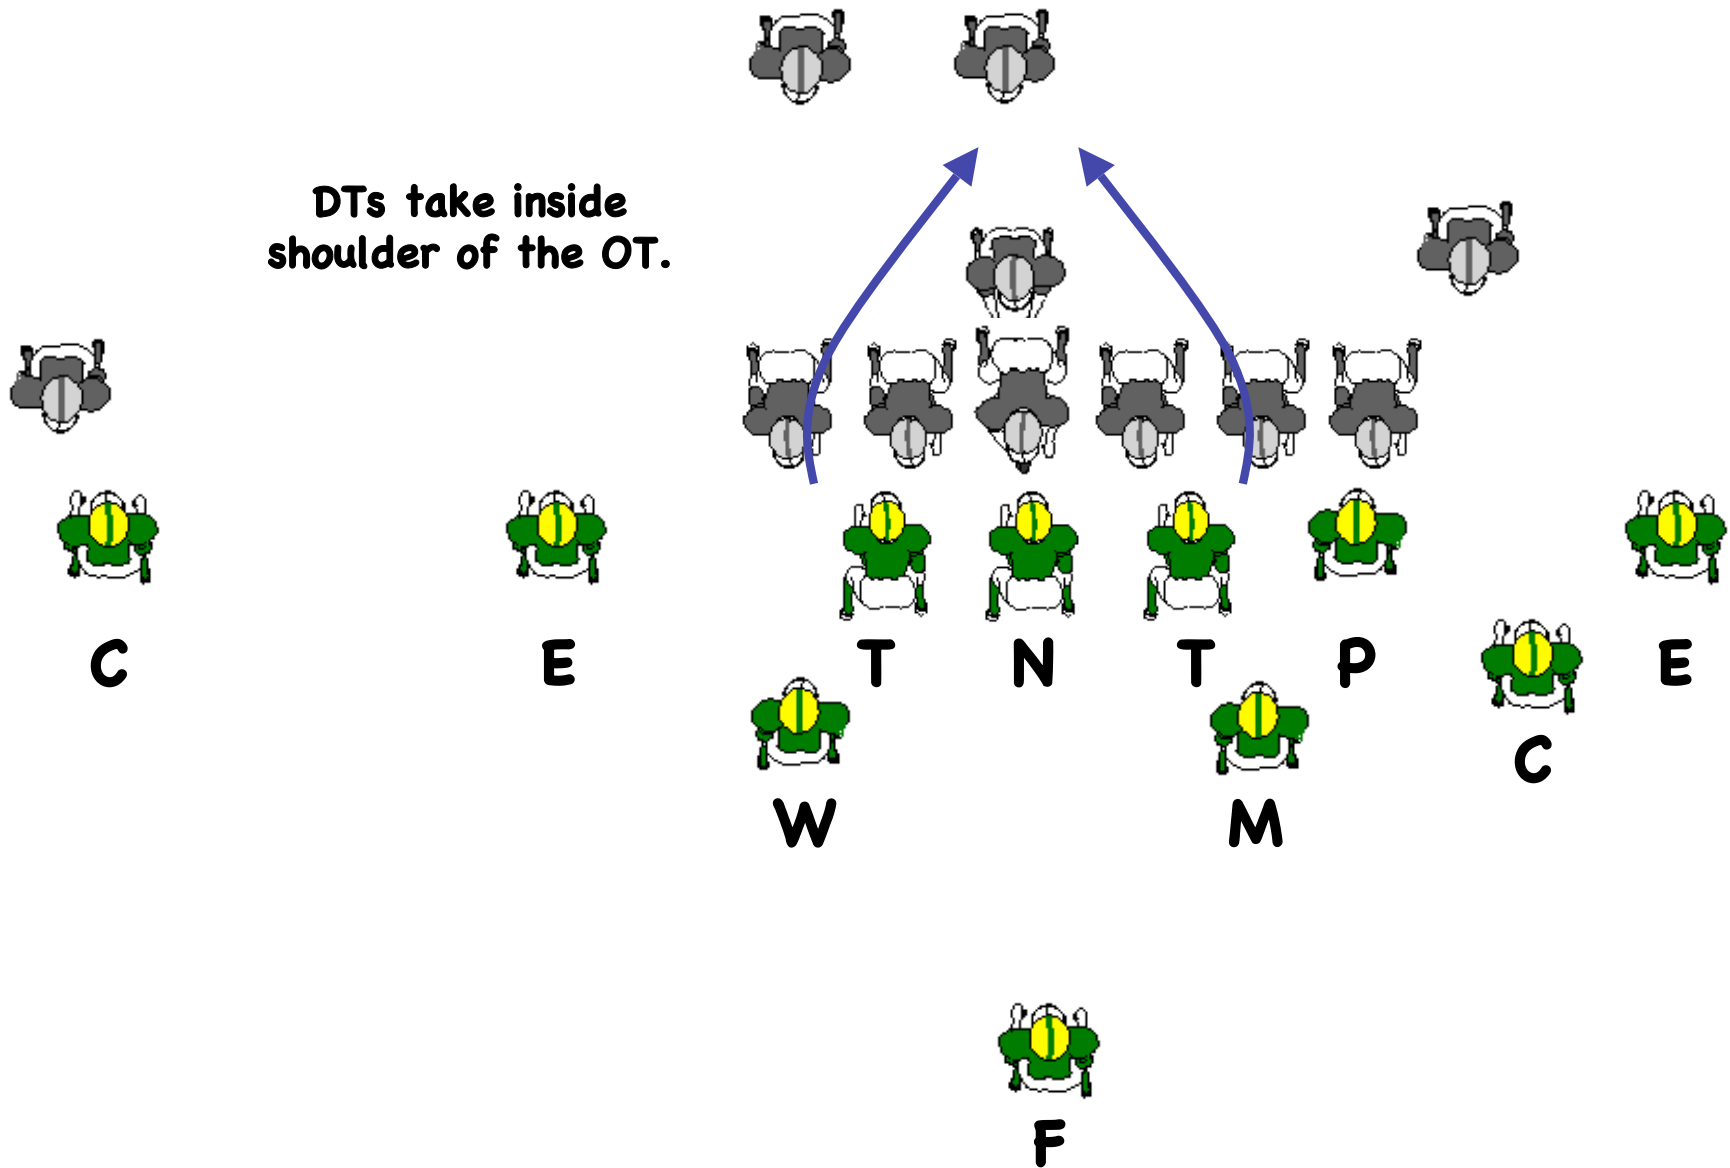 DTs take inside
shoulder of the OT.
C E T N T P E
C
W M
F